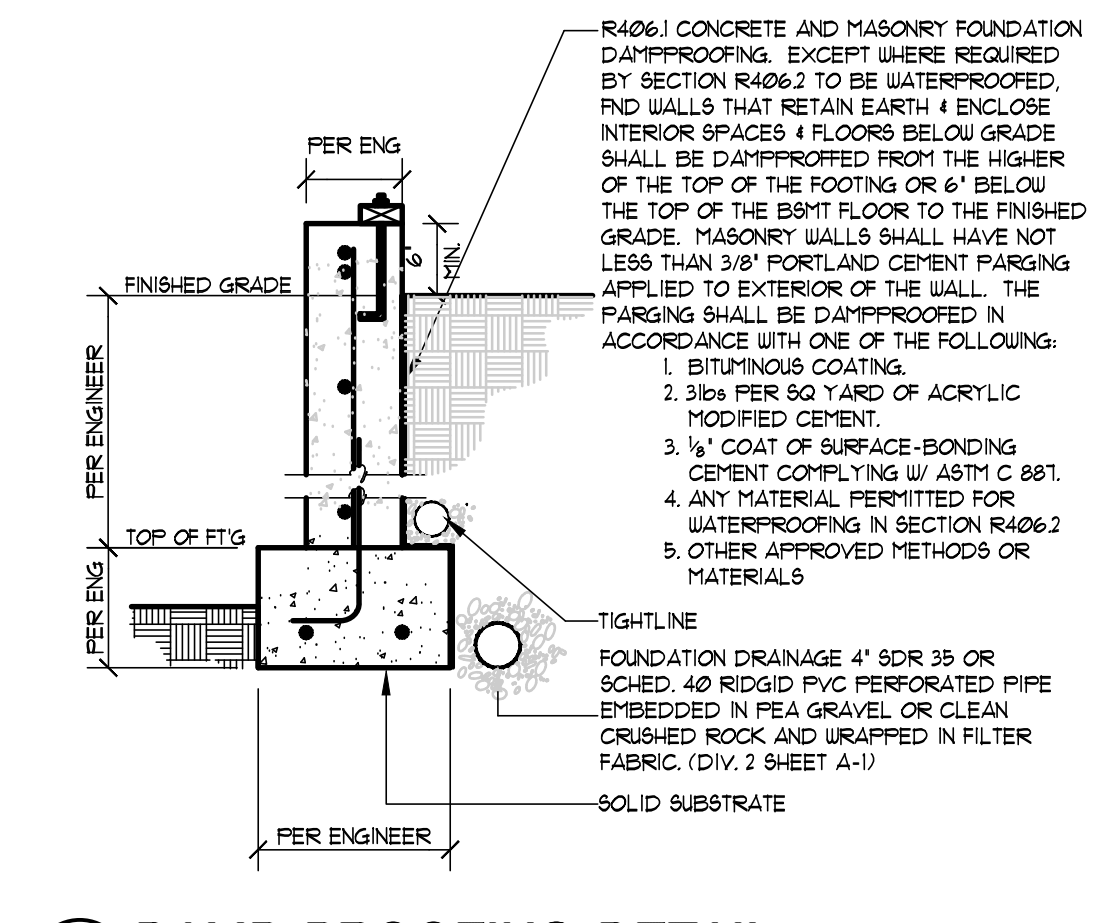 R406.1 CONCRETE AND MASONRY FOUNDATION
DAMPPROOFING. EXCEPT WHERE REQUIRED
BY SECTION R406.2 TO BE WATERPROOFED,
FND WALLS THAT RETAIN EARTH & ENCLOSE
INTERIOR SPACES & FLOORS BELOW GRADE
SHALL BE DAMPPROFFED FROM THE HIGHER
OF THE TOP OF THE FOOTING OR 6" BELOW
THE TOP OF THE BSMT FLOOR TO THE FINISHED
GRADE. MASONRY WALLS SHALL HAVE NOT
LESS THAN 3/8" PORTLAND CEMENT PARGING
APPLIED TO EXTERIOR OF THE WALL. THE
PARGING SHALL BE DAMPPROOFED IN
ACCORDANCE WITH ONE OF THE FOLLOWING:
1. BITUMINOUS COATING.
2. 3lbs PER SQ YARD OF ACRYLIC
MODIFIED CEMENT.
3. ⅛" COAT OF SURFACE-BONDING
CEMENT COMPLYING W/ ASTM C 887.
4. ANY MATERIAL PERMITTED FOR
WATERPROOFING IN SECTION R406.2
5. OTHER APPROVED METHODS OR
MATERIALS
PER ENG
6"
MIN.
FINISHED GRADE
PER ENGINEER
TOP OF FT'G
PER ENG
TIGHTLINE
FOUNDATION DRAINAGE 4" SDR 35 OR
SCHED. 40 RIDGID PVC PERFORATED PIPE
EMBEDDED IN PEA GRAVEL OR CLEAN
CRUSHED ROCK AND WRAPPED IN FILTER
FABRIC. (DIV. 2 SHEET A-1)
SOLID SUBSTRATE
PER ENGINEER